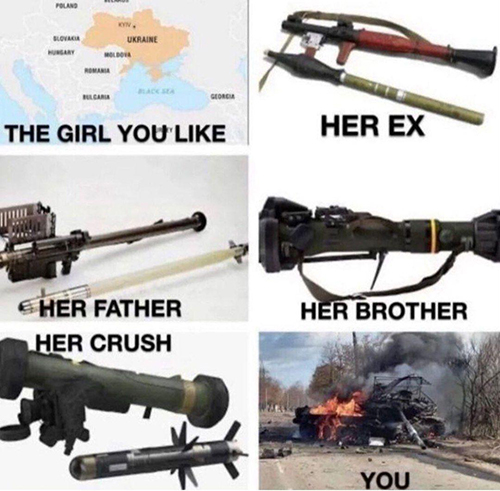 POLAND
SLOVAKIA
KYIV
UKRAINE
HUNGARY
MOLDOVA
ROMANIA
BLACK SEA
BULGARIA
GEORGIA
THE GIRL YOU LIKE
HER EX
HER FATHER
HER BROTHER
HER CRUSH
YOU